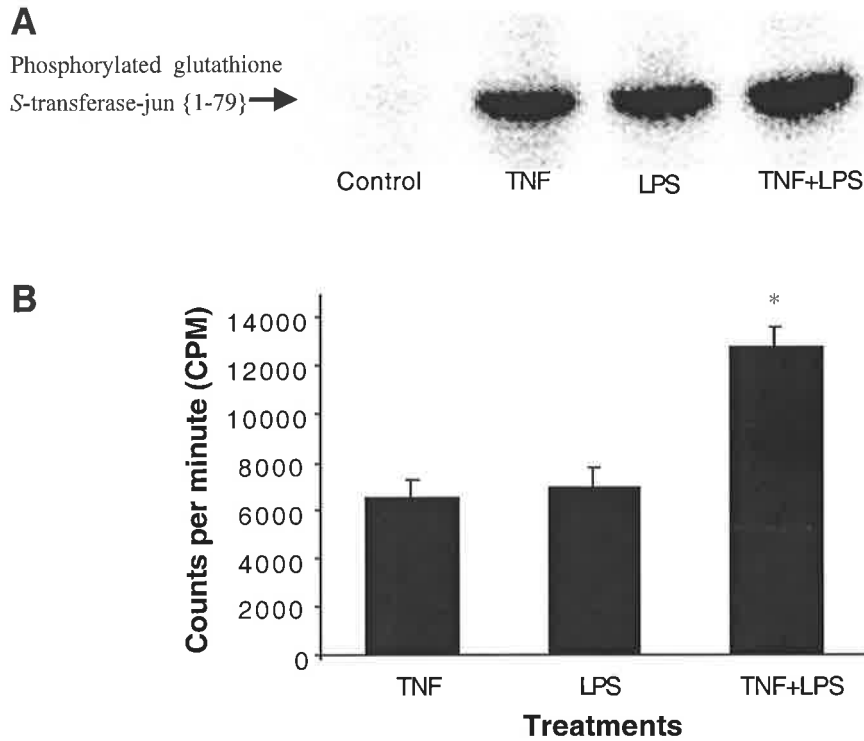 A
Phosphorylated glutathione
S-transferase-jun {1-79}
Control TNF LPS TNF+LPS
B
*
14000
12000
10000
8000
6000
4000
2000
0
Counts per minute (CPM)
TNF LPS TNF+LPS
Treatments